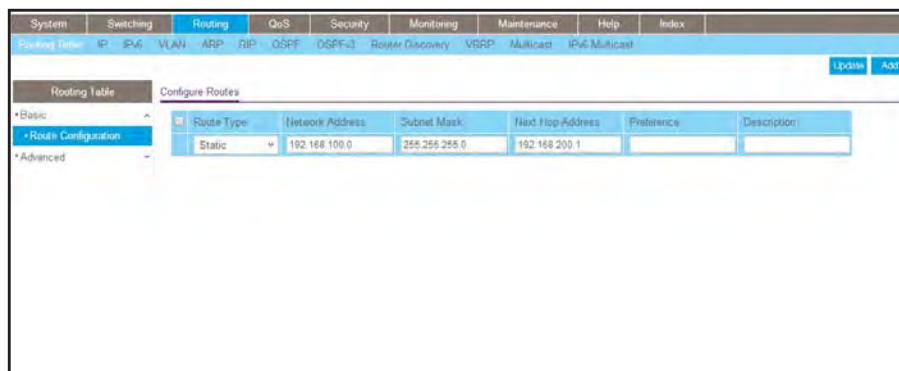 System Switching Routing QoS Security Monitoring Maintenance Help Index
Routing Table IP IPv6 VLAN ARP RIP OSPF OSPFv3 Router Discovery VRRP Multicast IPv6 Multicast
Update Add
Routing Table
Configure Routes
Basic
Route Configuration
Advanced
Route Type Network Address Subnet Mask Next Hop Address Preference Description
Static 192.168.100.0 255.255.255.0 192.168.200.1